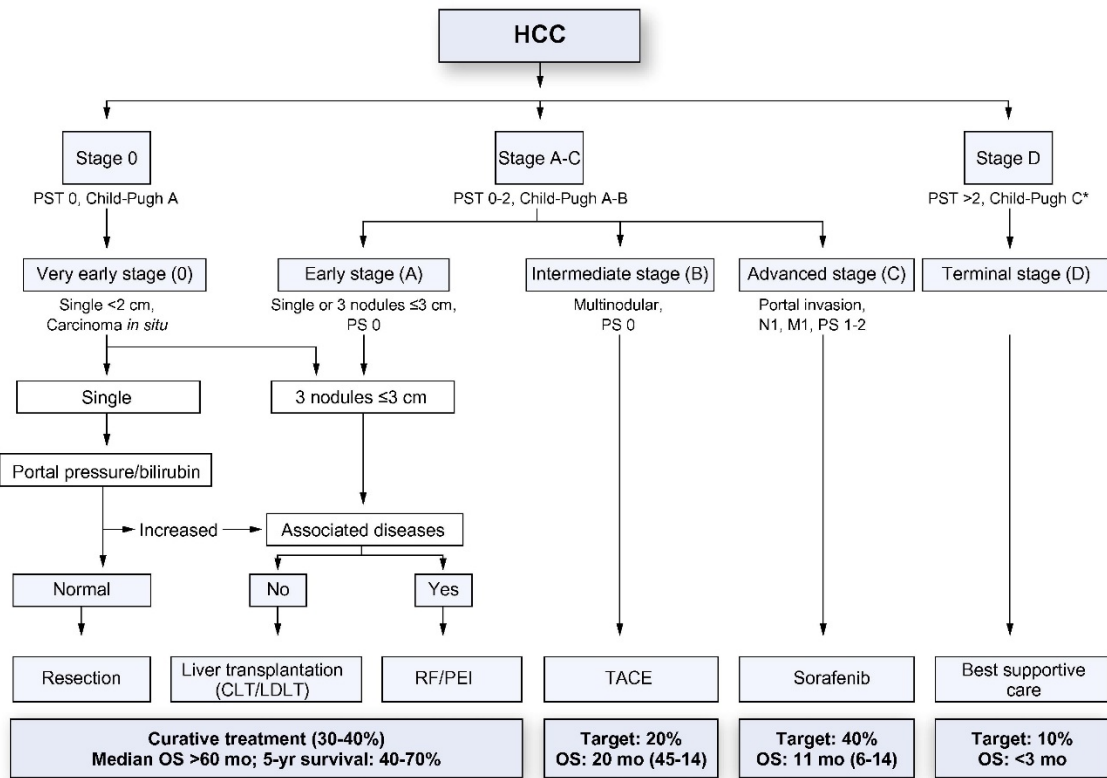 HCC
Stage 0
PST 0, Child-Pugh A
Stage A-C
PST 0-2, Child-Pugh A-B
Stage D
PST >2, Child-Pugh C*
Very early stage (0)
Single <2 cm,
Carcinoma in situ
Early stage (A)
Single or 3 nodules ≤3 cm,
PS 0
Intermediate stage (B)
Multinodular,
PS 0
Advanced stage (C)
Portal invasion,
N1, M1, PS 1-2
Terminal stage (D)
Single
3 nodules ≤3 cm
Portal pressure/bilirubin
Increased
Associated diseases
Normal
No
Yes
Resection
Liver transplantation
(CLT/LDLT)
RF/PEI
TACE
Sorafenib
Best supportive
care
Curative treatment (30-40%)
Median OS >60 mo; 5-yr survival: 40-70%
Target: 20%
OS: 20 mo (45-14)
Target: 40%
OS: 11 mo (6-14)
Target: 10%
OS: <3 mo